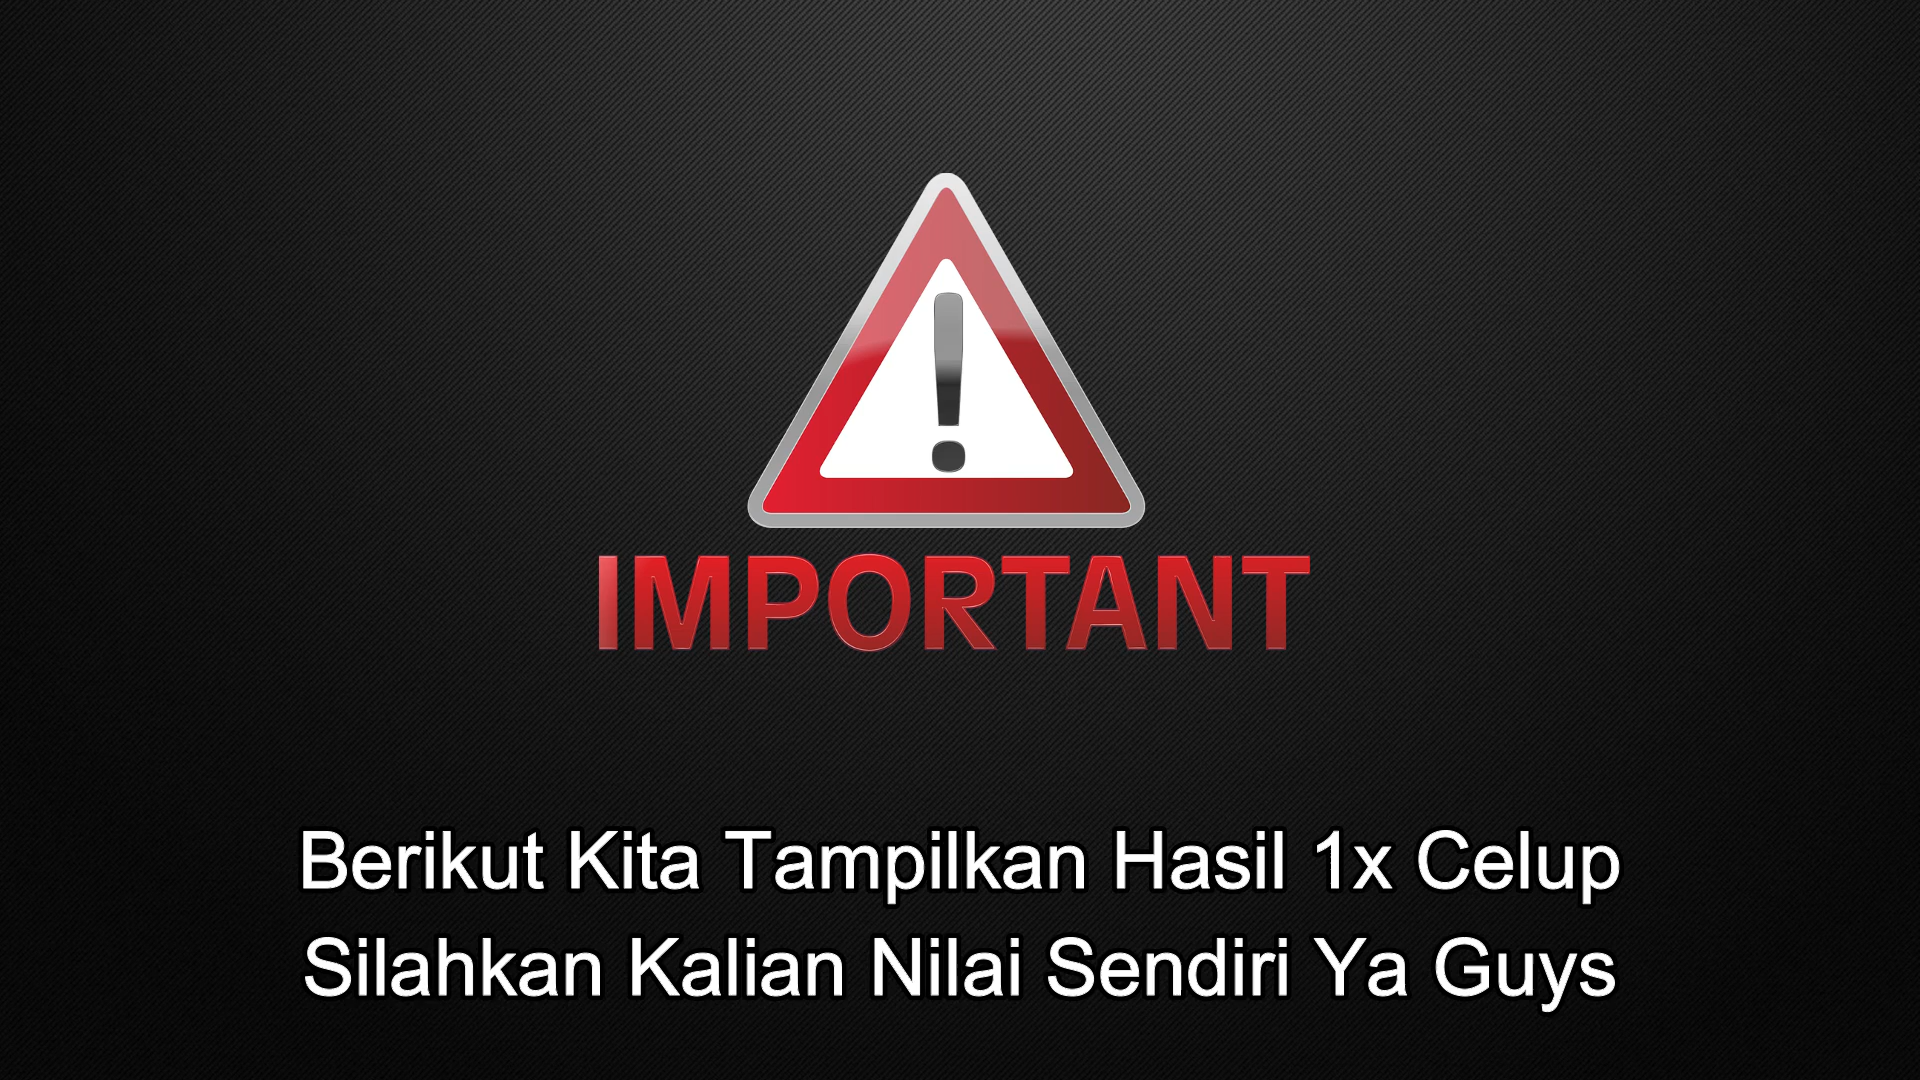 IMPORTANT
Berikut Kita Tampilkan Hasil 1x Celup
Silahkan Kalian Nilai Sendiri Ya Guys